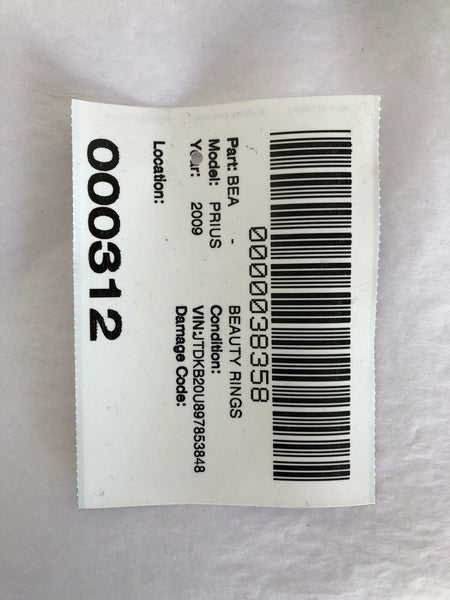 0000038358
Part: BEA - BEAUTY RINGS
Model: PRIUS Condition:
Year: 2009 VIN:JTDKB20U897853848
Damage Code:
Location:
000312